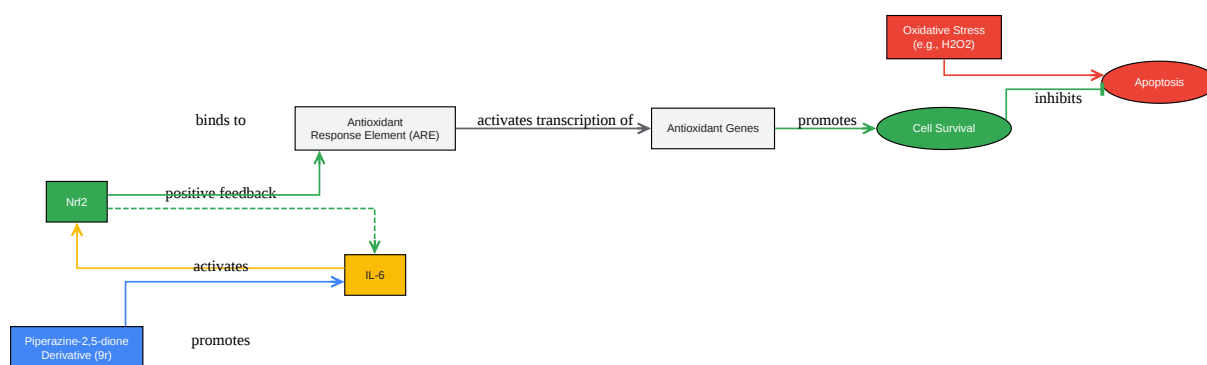 Oxidative Stress
(e.g., H2O2)
Apoptosis
inhibits
binds to
Antioxidant
Response Element (ARE)
activates transcription of
Antioxidant Genes
promotes
Cell Survival
Nrf2
positive feedback
activates
IL-6
Piperazine-2,5-dione
Derivative (9r)
promotes